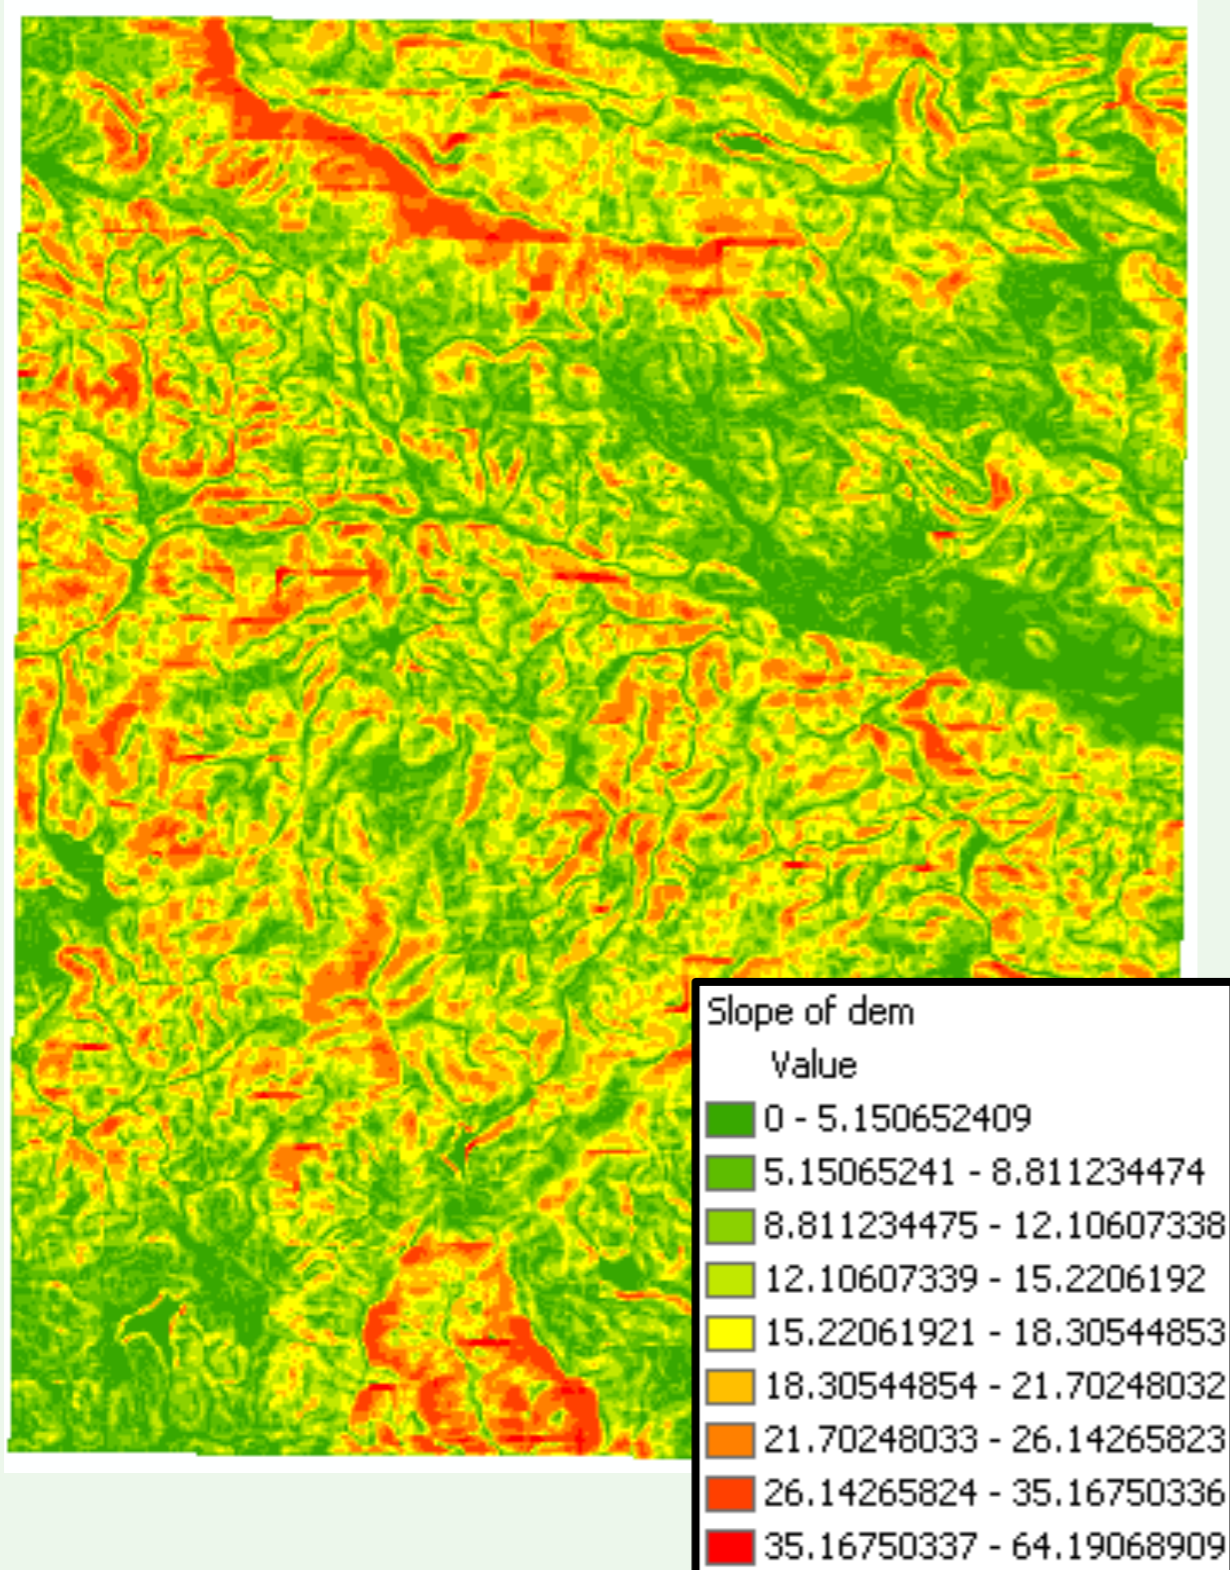 Slope of dem
Value
0 - 5.150652409
5.15065241 - 8.811234474
8.811234475 - 12.10607338
12.10607339 - 15.2206192
15.22061921 - 18.30544853
18.30544854 - 21.70248032
21.70248033 - 26.14265823
26.14265824 - 35.16750336
35.16750337 - 64.19068909